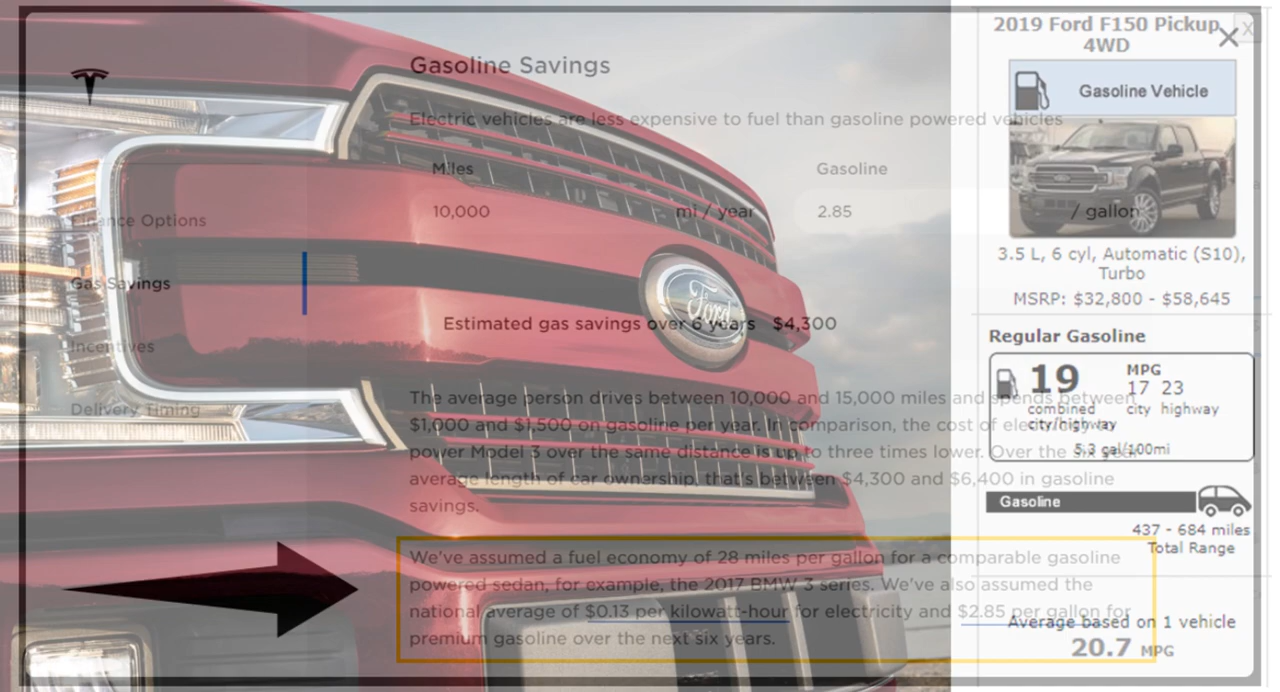 Gasoline Savings
Electric vehicles are less expensive to fuel than gasoline powered vehicles
Miles
Gasoline
10,000
mi / year
2.85
/ gallon
Finance Options
Gas Savings
Incentives
Delivery Timing
Estimated gas savings over 6 years $4,300
The average person drives between 10,000 and 15,000 miles and spends between
$1,000 and $1,500 on gasoline per year. In comparison, the cost of electricity to
power Model 3 over the same distance is up to three times lower. Over the six year
average length of car ownership, that's between $4,300 and $6,400 in gasoline
savings.
We've assumed a fuel economy of 28 miles per gallon for a comparable gasoline
powered sedan, for example, the 2017 BMW 3 series. We've also assumed the
national average of $0.13 per kilowatt-hour for electricity and $2.85 per gallon for
premium gasoline over the next six years.
Ford
2019 Ford F150 Pickup
4WD
X
Gasoline Vehicle
3.5 L, 6 cyl, Automatic (S10),
Turbo
MSRP: $32,800 - $58,645
Regular Gasoline
19
MPG
17 23
combined
city/highway
city highway
5.3 gal/100mi
Gasoline
437 - 684 miles
Total Range
Average based on 1 vehicle
20.7 MPG